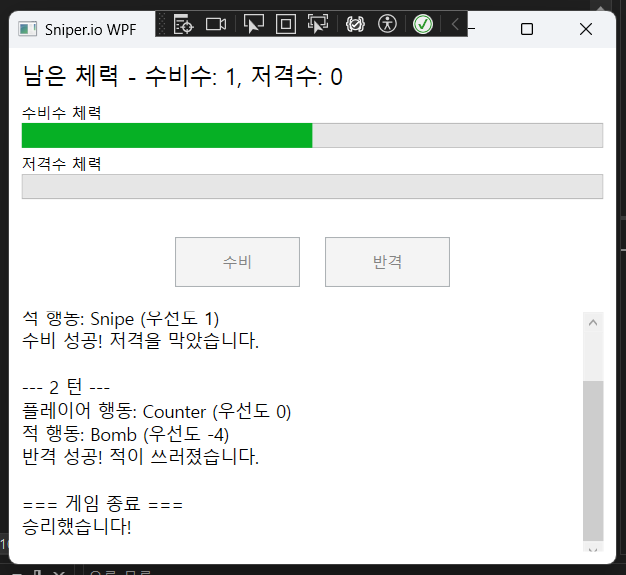 Sniper.io WPF
남은 체력 - 수비수: 1, 저격수: 0
수비수 체력
저격수 체력
수비
반격
적 행동: Snipe (우선도 1)
수비 성공! 저격을 막았습니다.
--- 2 턴 ---
플레이어 행동: Counter (우선도 0)
적 행동: Bomb (우선도 -4)
반격 성공! 적이 쓰러졌습니다.
=== 게임 종료 ===
승리했습니다!